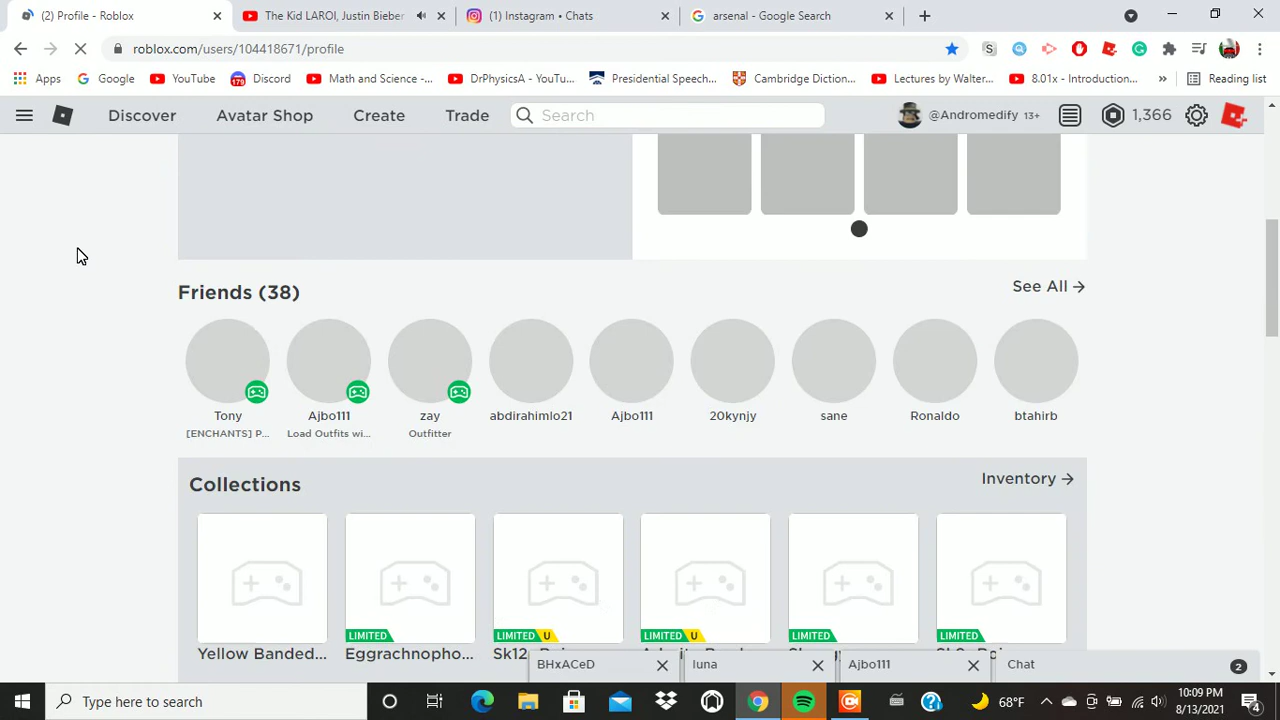 (2) Profile - Roblox
The Kid LAROI, Justin Bieber
(1) Instagram • Chats
arsenal - Google Search
roblox.com/users/104418671/profile
Apps
Google
YouTube
179
Discord
Math and Science -...
DrPhysicsA - YouTu...
Presidential Speech...
Cambridge Diction...
Lectures by Walter...
8.01x - Introduction...
»
Reading list
Discover
Avatar Shop
Create
Trade
Search
@Andromedify 13+
1,366
Friends (38)
See All →
Tony
Ajbo111
zay
abdirahimlo21
Ajbo111
20kynjy
sane
Ronaldo
btahirb
[ENCHANTS] P...
Load Outfits wi...
Outfitter
Collections
Inventory →
LIMITED
LIMITED U
LIMITED U
LIMITED
LIMITED
Yellow Banded...
Eggrachnopho...
BHxACeD
luna
Ajbo111
Chat
2
Type here to search
68°F
10:09 PM
8/13/2021
4